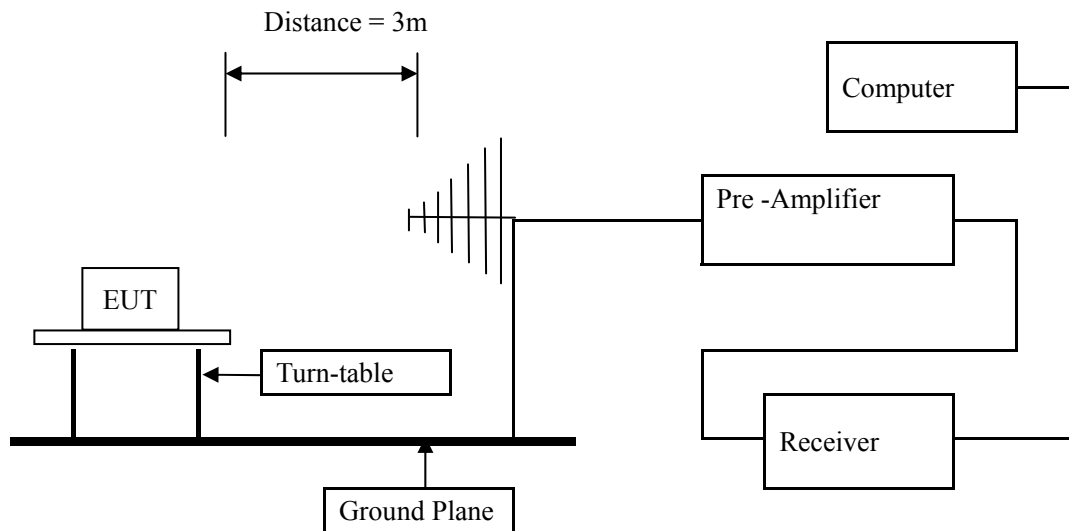 Distance = 3m
Computer
Pre -Amplifier
EUT
Turn-table
Receiver
Ground Plane